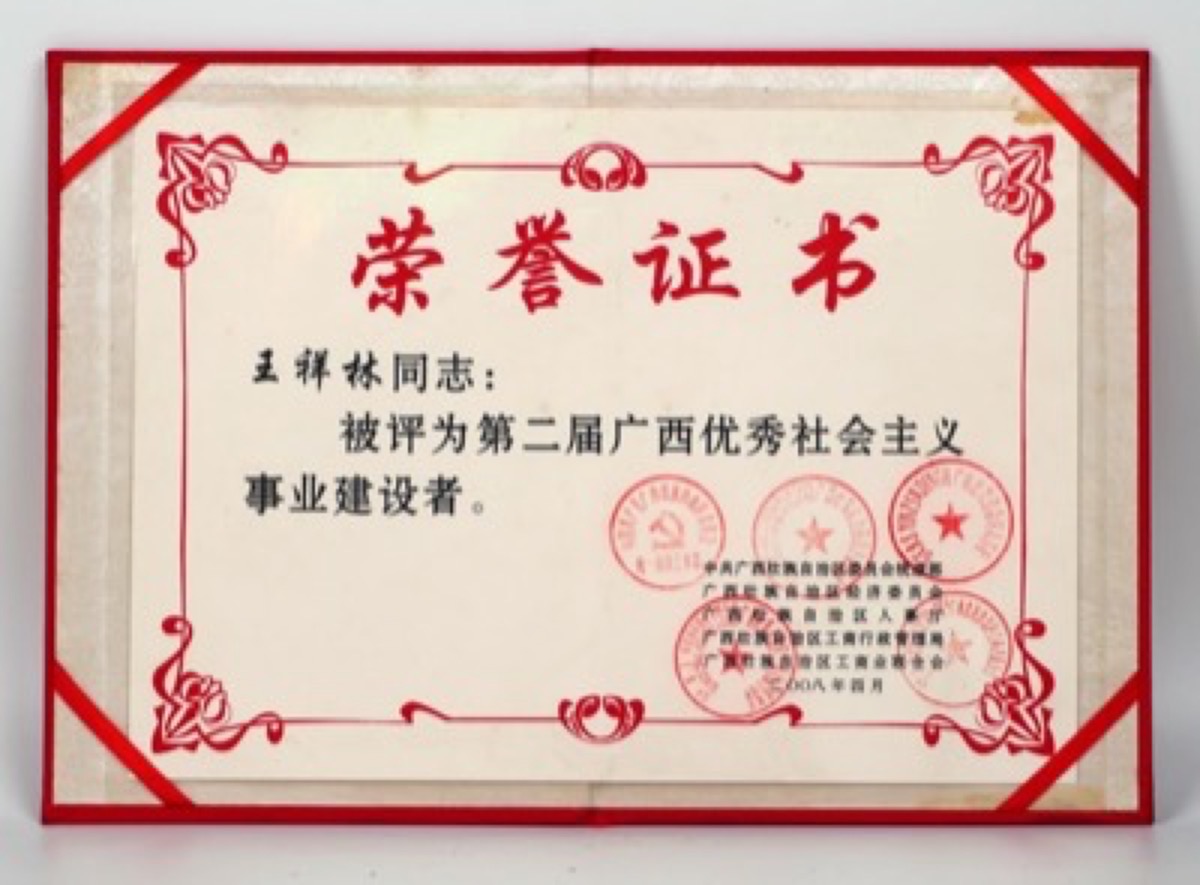 荣誉证书
王祥林同志：
被评为第二届广西优秀社会主义
事业建设者。
中共广西壮族自治区委员会统战部
广西壮族自治区经济委员会
广西壮族自治区人事厅
广西壮族自治区工商行政管理局
广西壮族自治区工商业联合会
二00八年四月